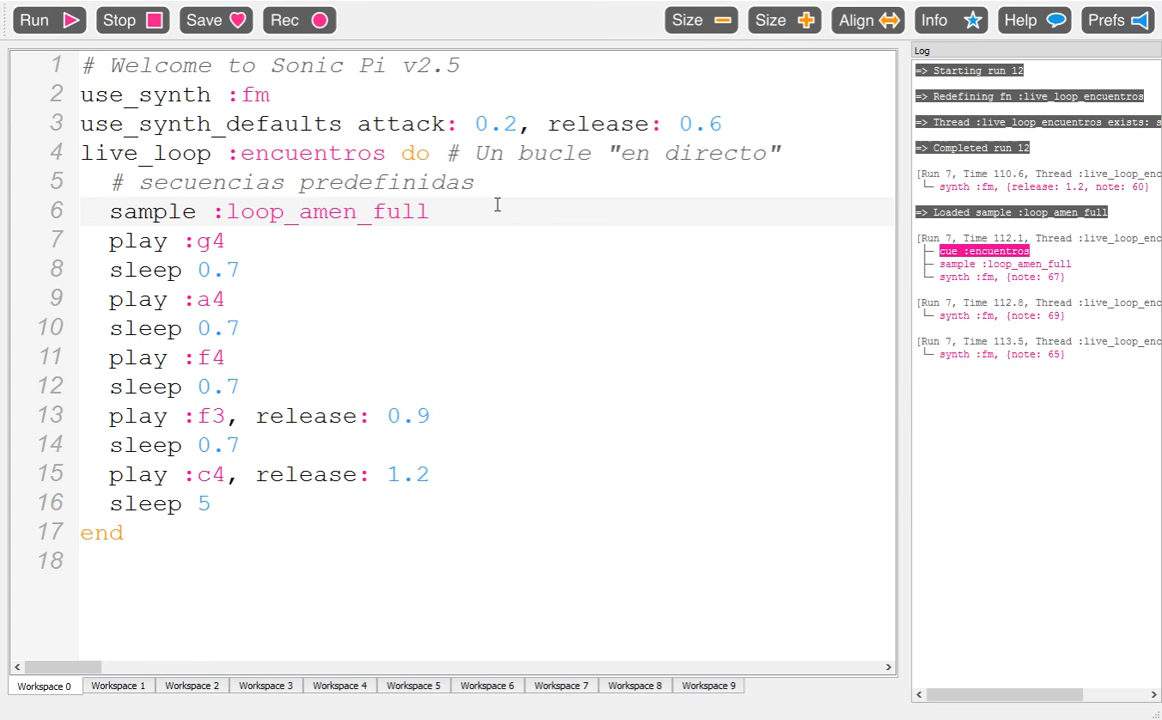 Run Stop Save Rec Size Size Align Info Help Prefs
1 # Welcome to Sonic Pi v2.5
2 use_synth :fm
3 use_synth_defaults attack: 0.2, release: 0.6
4 live_loop :encuentros do # Un bucle "en directo"
5 # secuencias predefinidas
6 sample :loop_amen_full
7 play :g4
8 sleep 0.7
9 play :a4
10 sleep 0.7
11 play :f4
12 sleep 0.7
13 play :f3, release: 0.9
14 sleep 0.7
15 play :c4, release: 1.2
16 sleep 5
17 end
18
Workspace 0 Workspace 1 Workspace 2 Workspace 3 Workspace 4 Workspace 5 Workspace 6 Workspace 7 Workspace 8 Workspace 9
Log
=> Starting run 12
=> Redefining fn :live_loop_encuentros
=> Thread :live_loop_encuentros exists: s
=> Completed run 12
[Run 7, Time 110.6, Thread :live_loop_enc
synth :fm, {release: 1.2, note: 60}
=> Loaded sample :loop_amen_full
[Run 7, Time 112.1, Thread :live_loop_enc
cue :encuentros
sample :loop_amen_full
synth :fm, {note: 67}
[Run 7, Time 112.8, Thread :live_loop_enc
synth :fm, {note: 69}
[Run 7, Time 113.5, Thread :live_loop_enc
synth :fm, {note: 65}